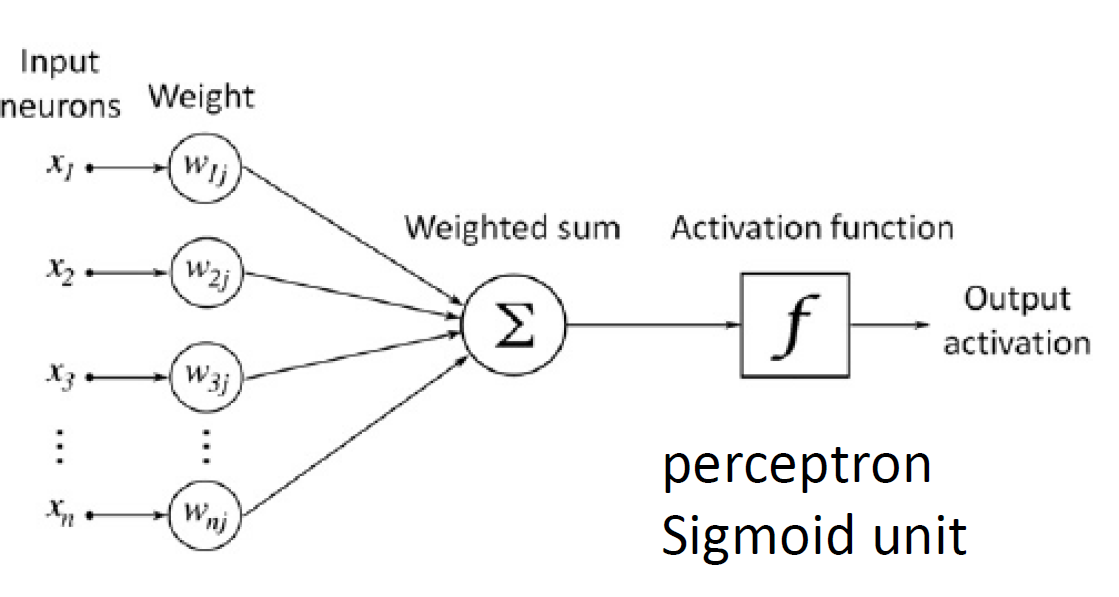 Input
neurons
Weight
x1
w1j
Weighted sum
Activation function
x2
w2j
Σ
f
Output
activation
x3
w3j
⋮ ⋮
xn
wnj
perceptron
Sigmoid unit